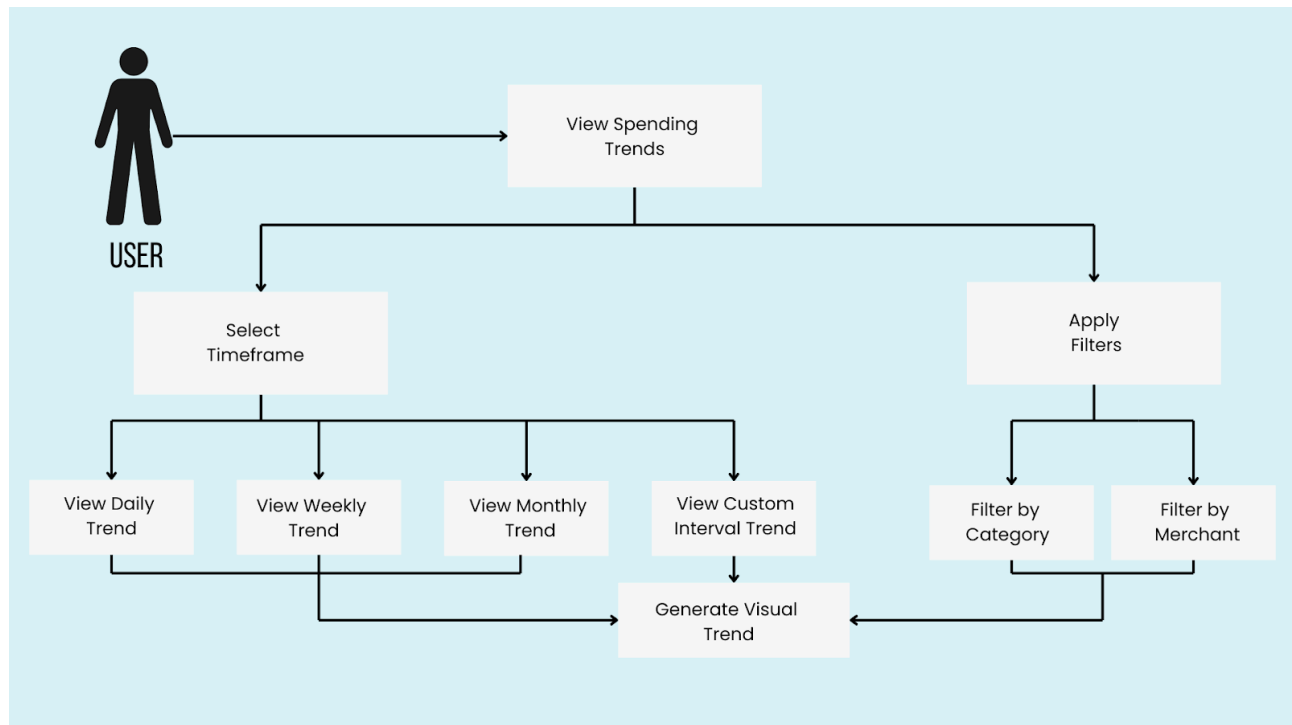 View Spending
Trends
USER
Select
Timeframe
Apply
Filters
View Daily
Trend
View Weekly
Trend
View Monthly
Trend
View Custom
Interval Trend
Filter by
Category
Filter by
Merchant
Generate Visual
Trend